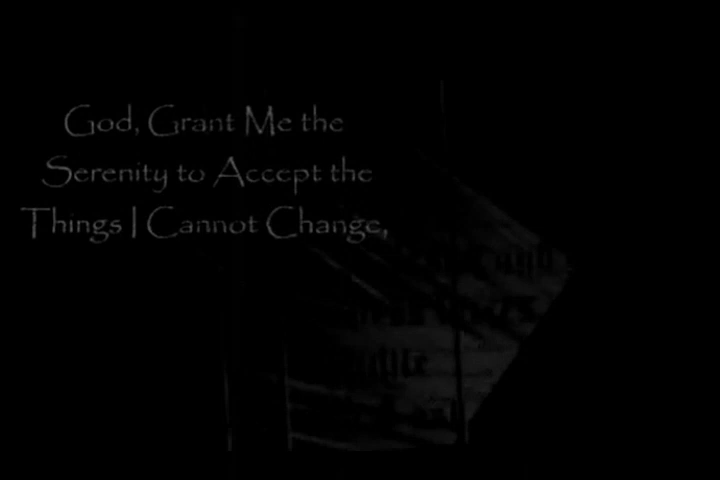 God, Grant Me the
Serenity to Accept the
Things I Cannot Change,